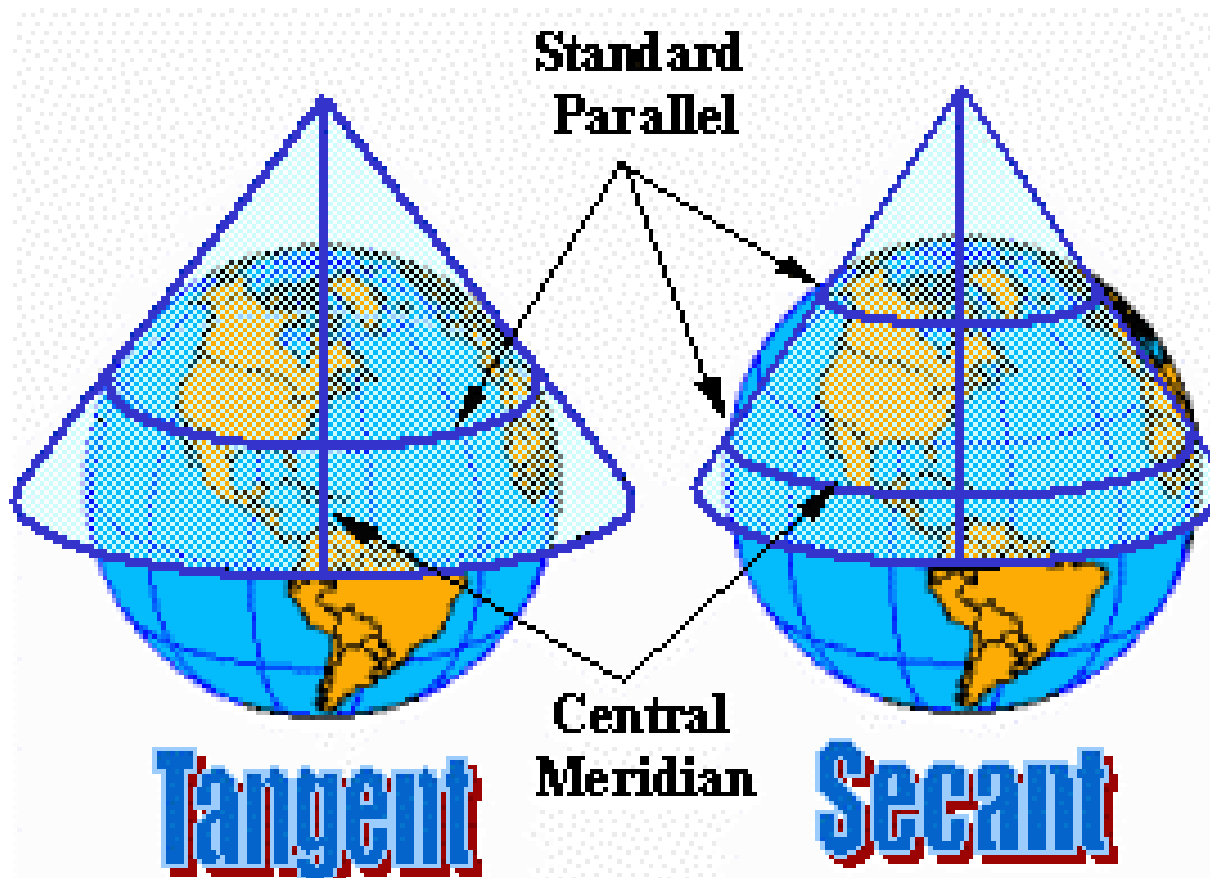 Standard
Parallel
Central
Meridian
Tangent
Secant